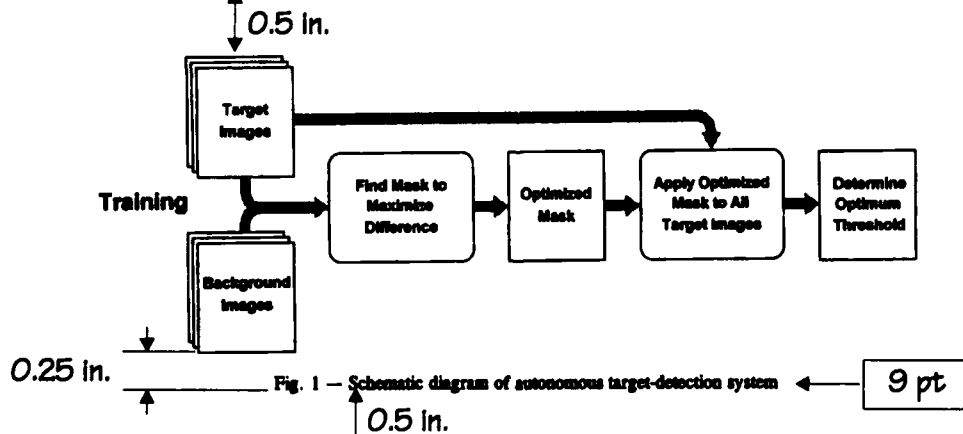 0.5 in.
Target
Images
Training
Find Mask to
Maximize
Difference
Optimized
Mask
Apply Optimized
Mask to All
Target Images
Determine
Optimum
Threshold
Background
Images
0.25 in.
Fig. 1 — Schematic diagram of autonomous target-detection system
9 pt
0.5 in.